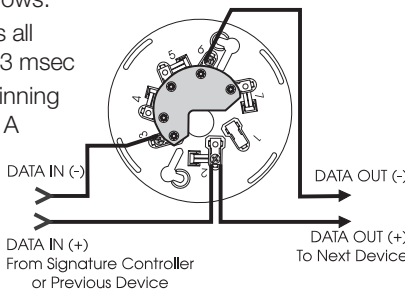 ows:
s all
3 msec
inning
A
DATA IN (-)
DATA IN (+)
From Signature Controller
or Previous Device
DATA OUT (-)
DATA OUT (+)
To Next Device
1
2
3
4
5
6
7